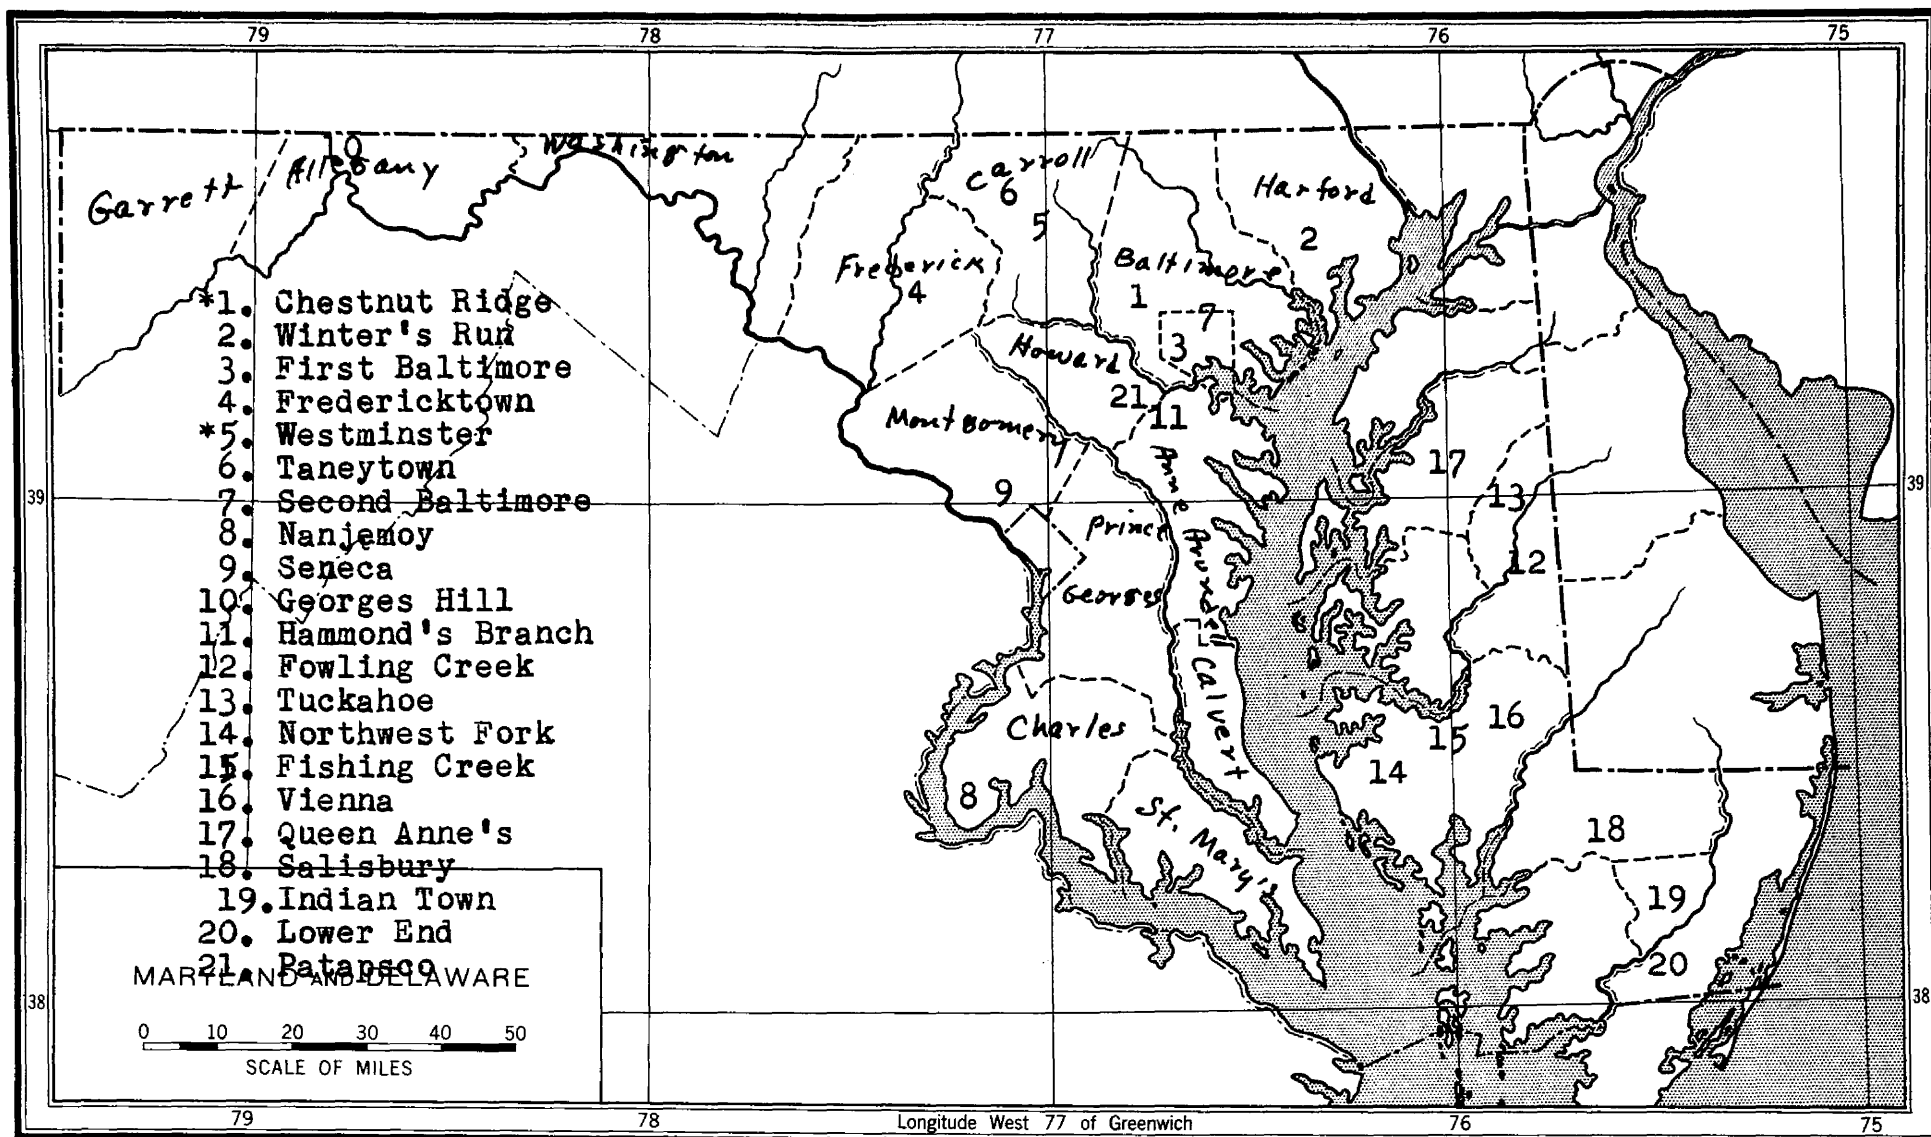 79 78 77 76 75
Garrett
Allegany
10
Washington
Carroll
6
5
Harford
2
Frederick
4
Baltimore
1
7
3
Howard
21
11
Montgomery
9
Anne Arundel
Prince
Georges
Calvert
Charles
8
St. Mary's
17
13
12
16
15
14
18
19
20
*1. Chestnut Ridge
2. Winter's Run
3. First Baltimore
4. Fredericktown
*5. Westminster
6. Taneytown
7. Second Baltimore
8. Nanjemoy
9. Seneca
10. Georges Hill
11. Hammond's Branch
12. Fowling Creek
13. Tuckahoe
14. Northwest Fork
15. Fishing Creek
16. Vienna
17. Queen Anne's
18. Salisbury
19. Indian Town
20. Lower End
21. Patapsco
MARYLAND AND DELAWARE
0 10 20 30 40 50
SCALE OF MILES
39 39
38 38
79 78 Longitude West 77 of Greenwich 76 75